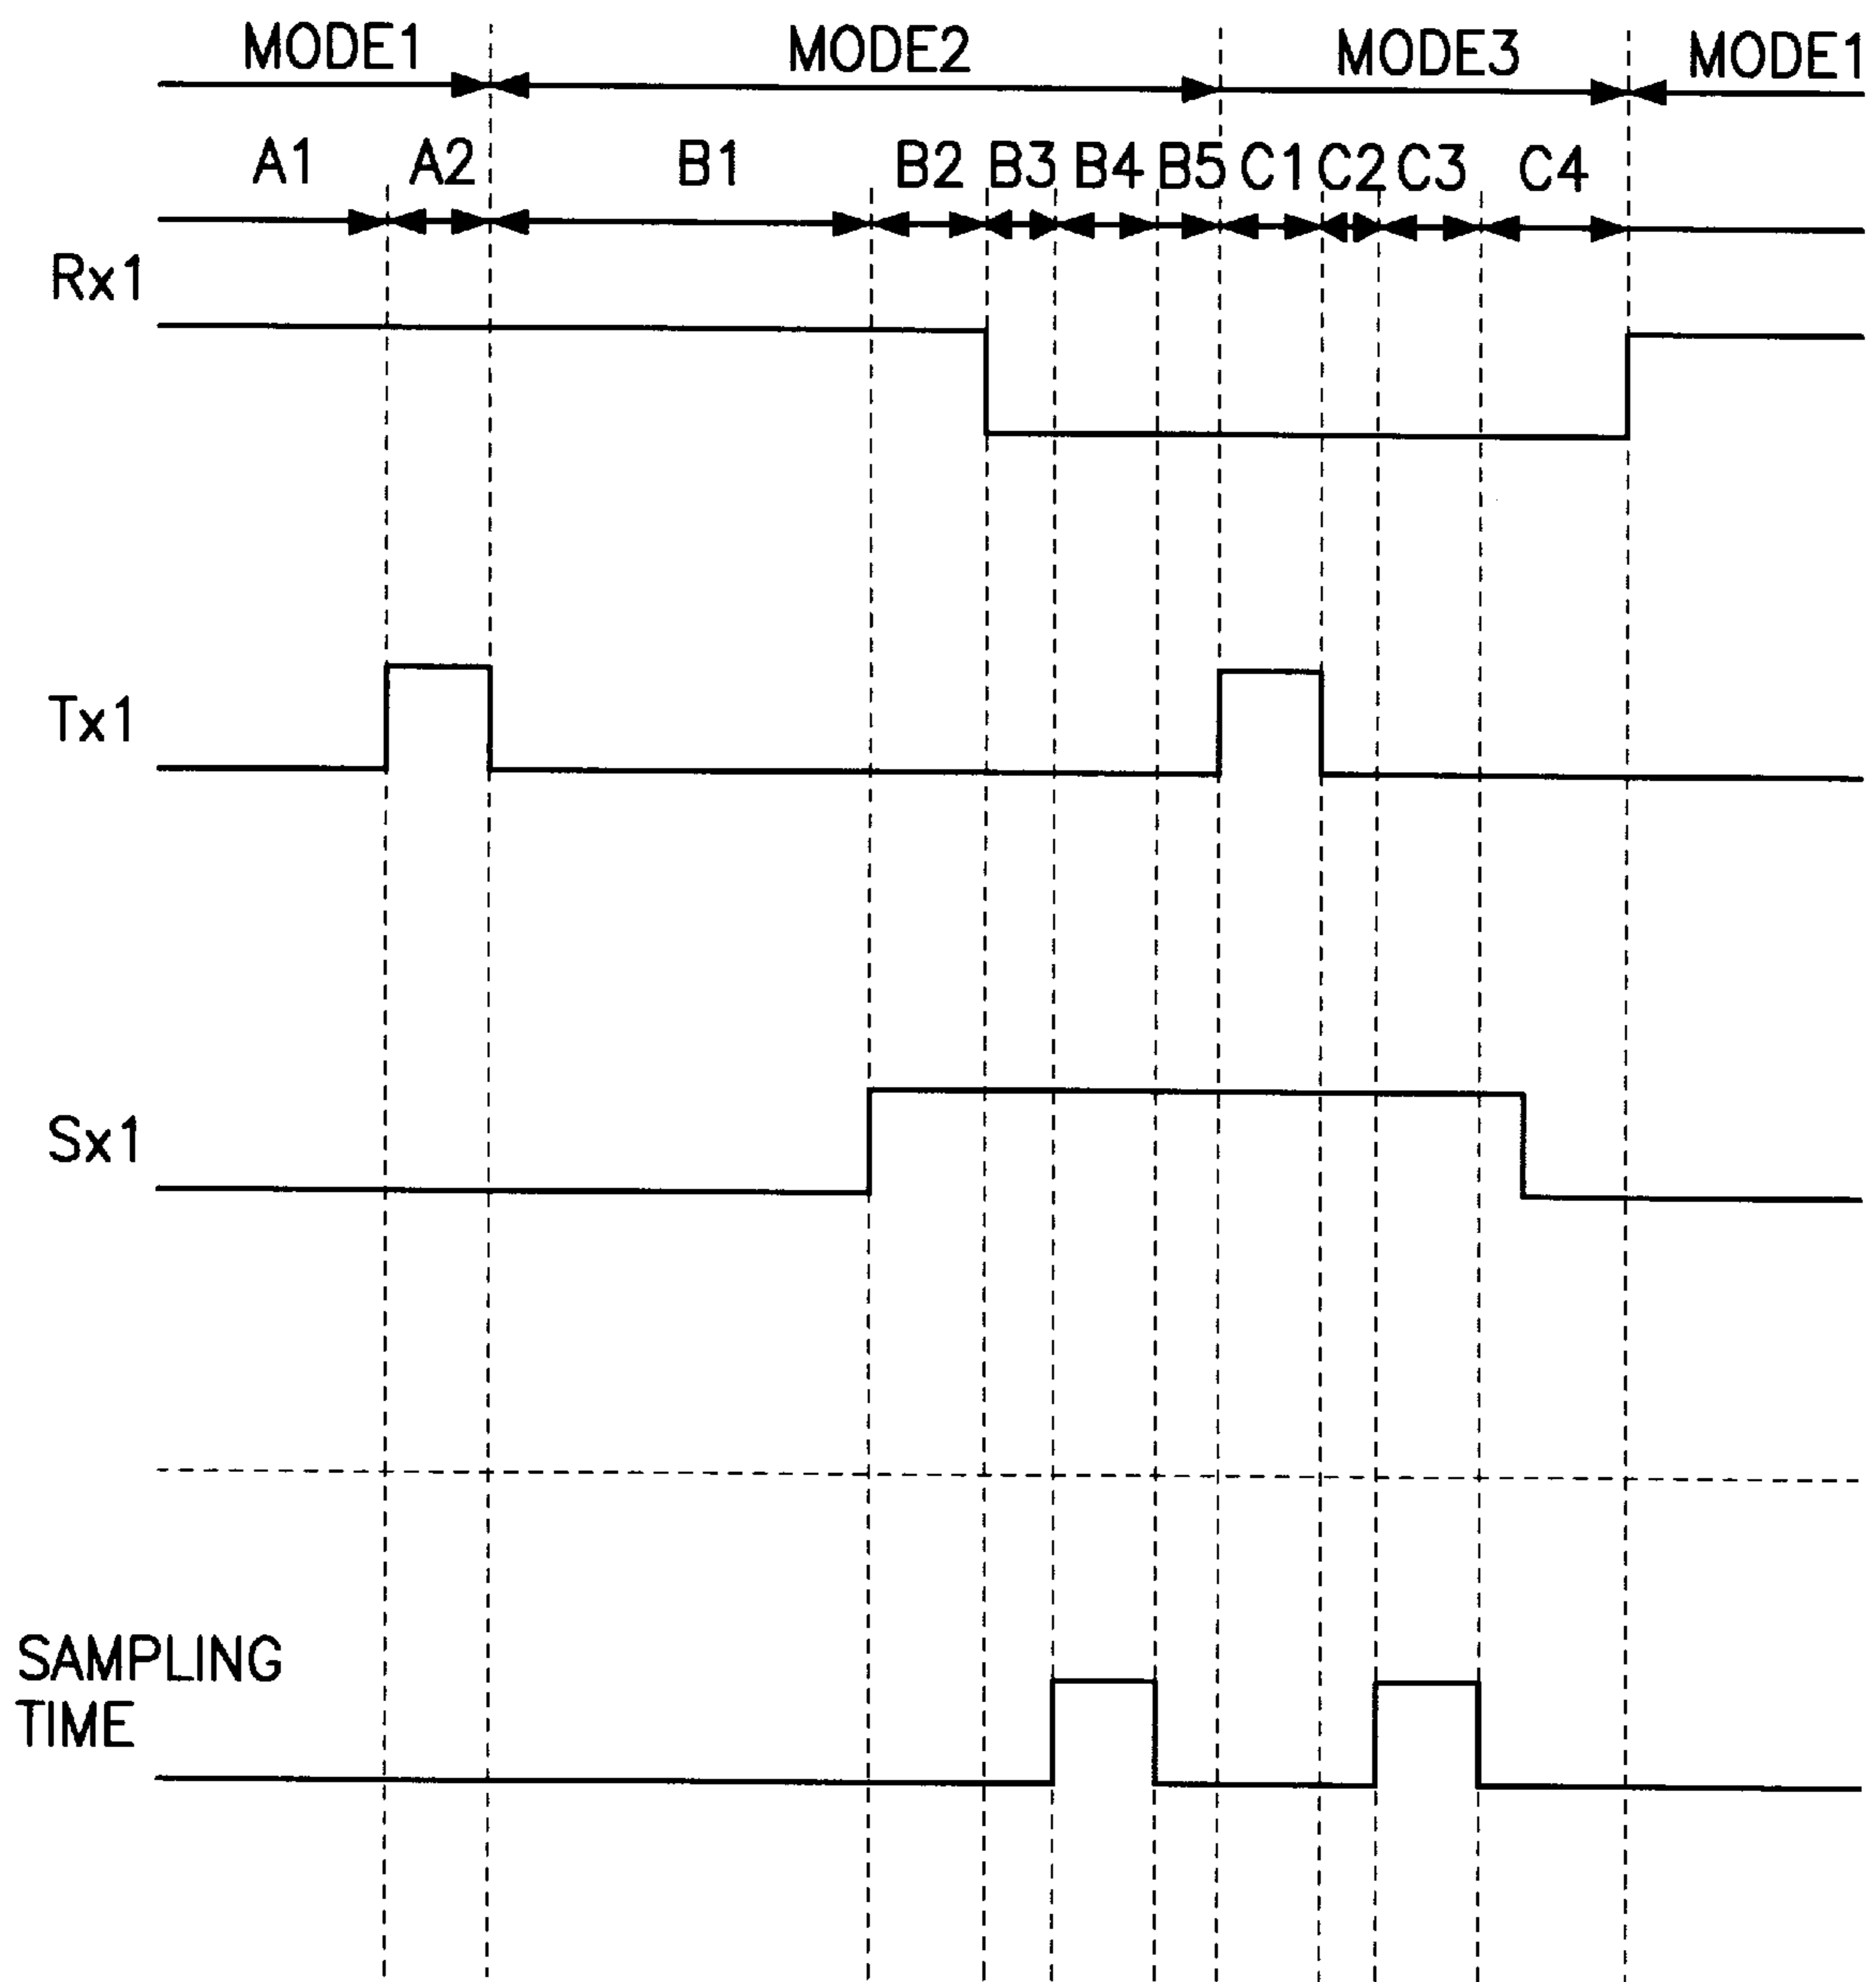 MODE1 MODE2 MODE3 MODE1
A1 A2 B1 B2 B3 B4 B5 C1 C2 C3 C4
Rx1
Tx1
Sx1
SAMPLING
TIME